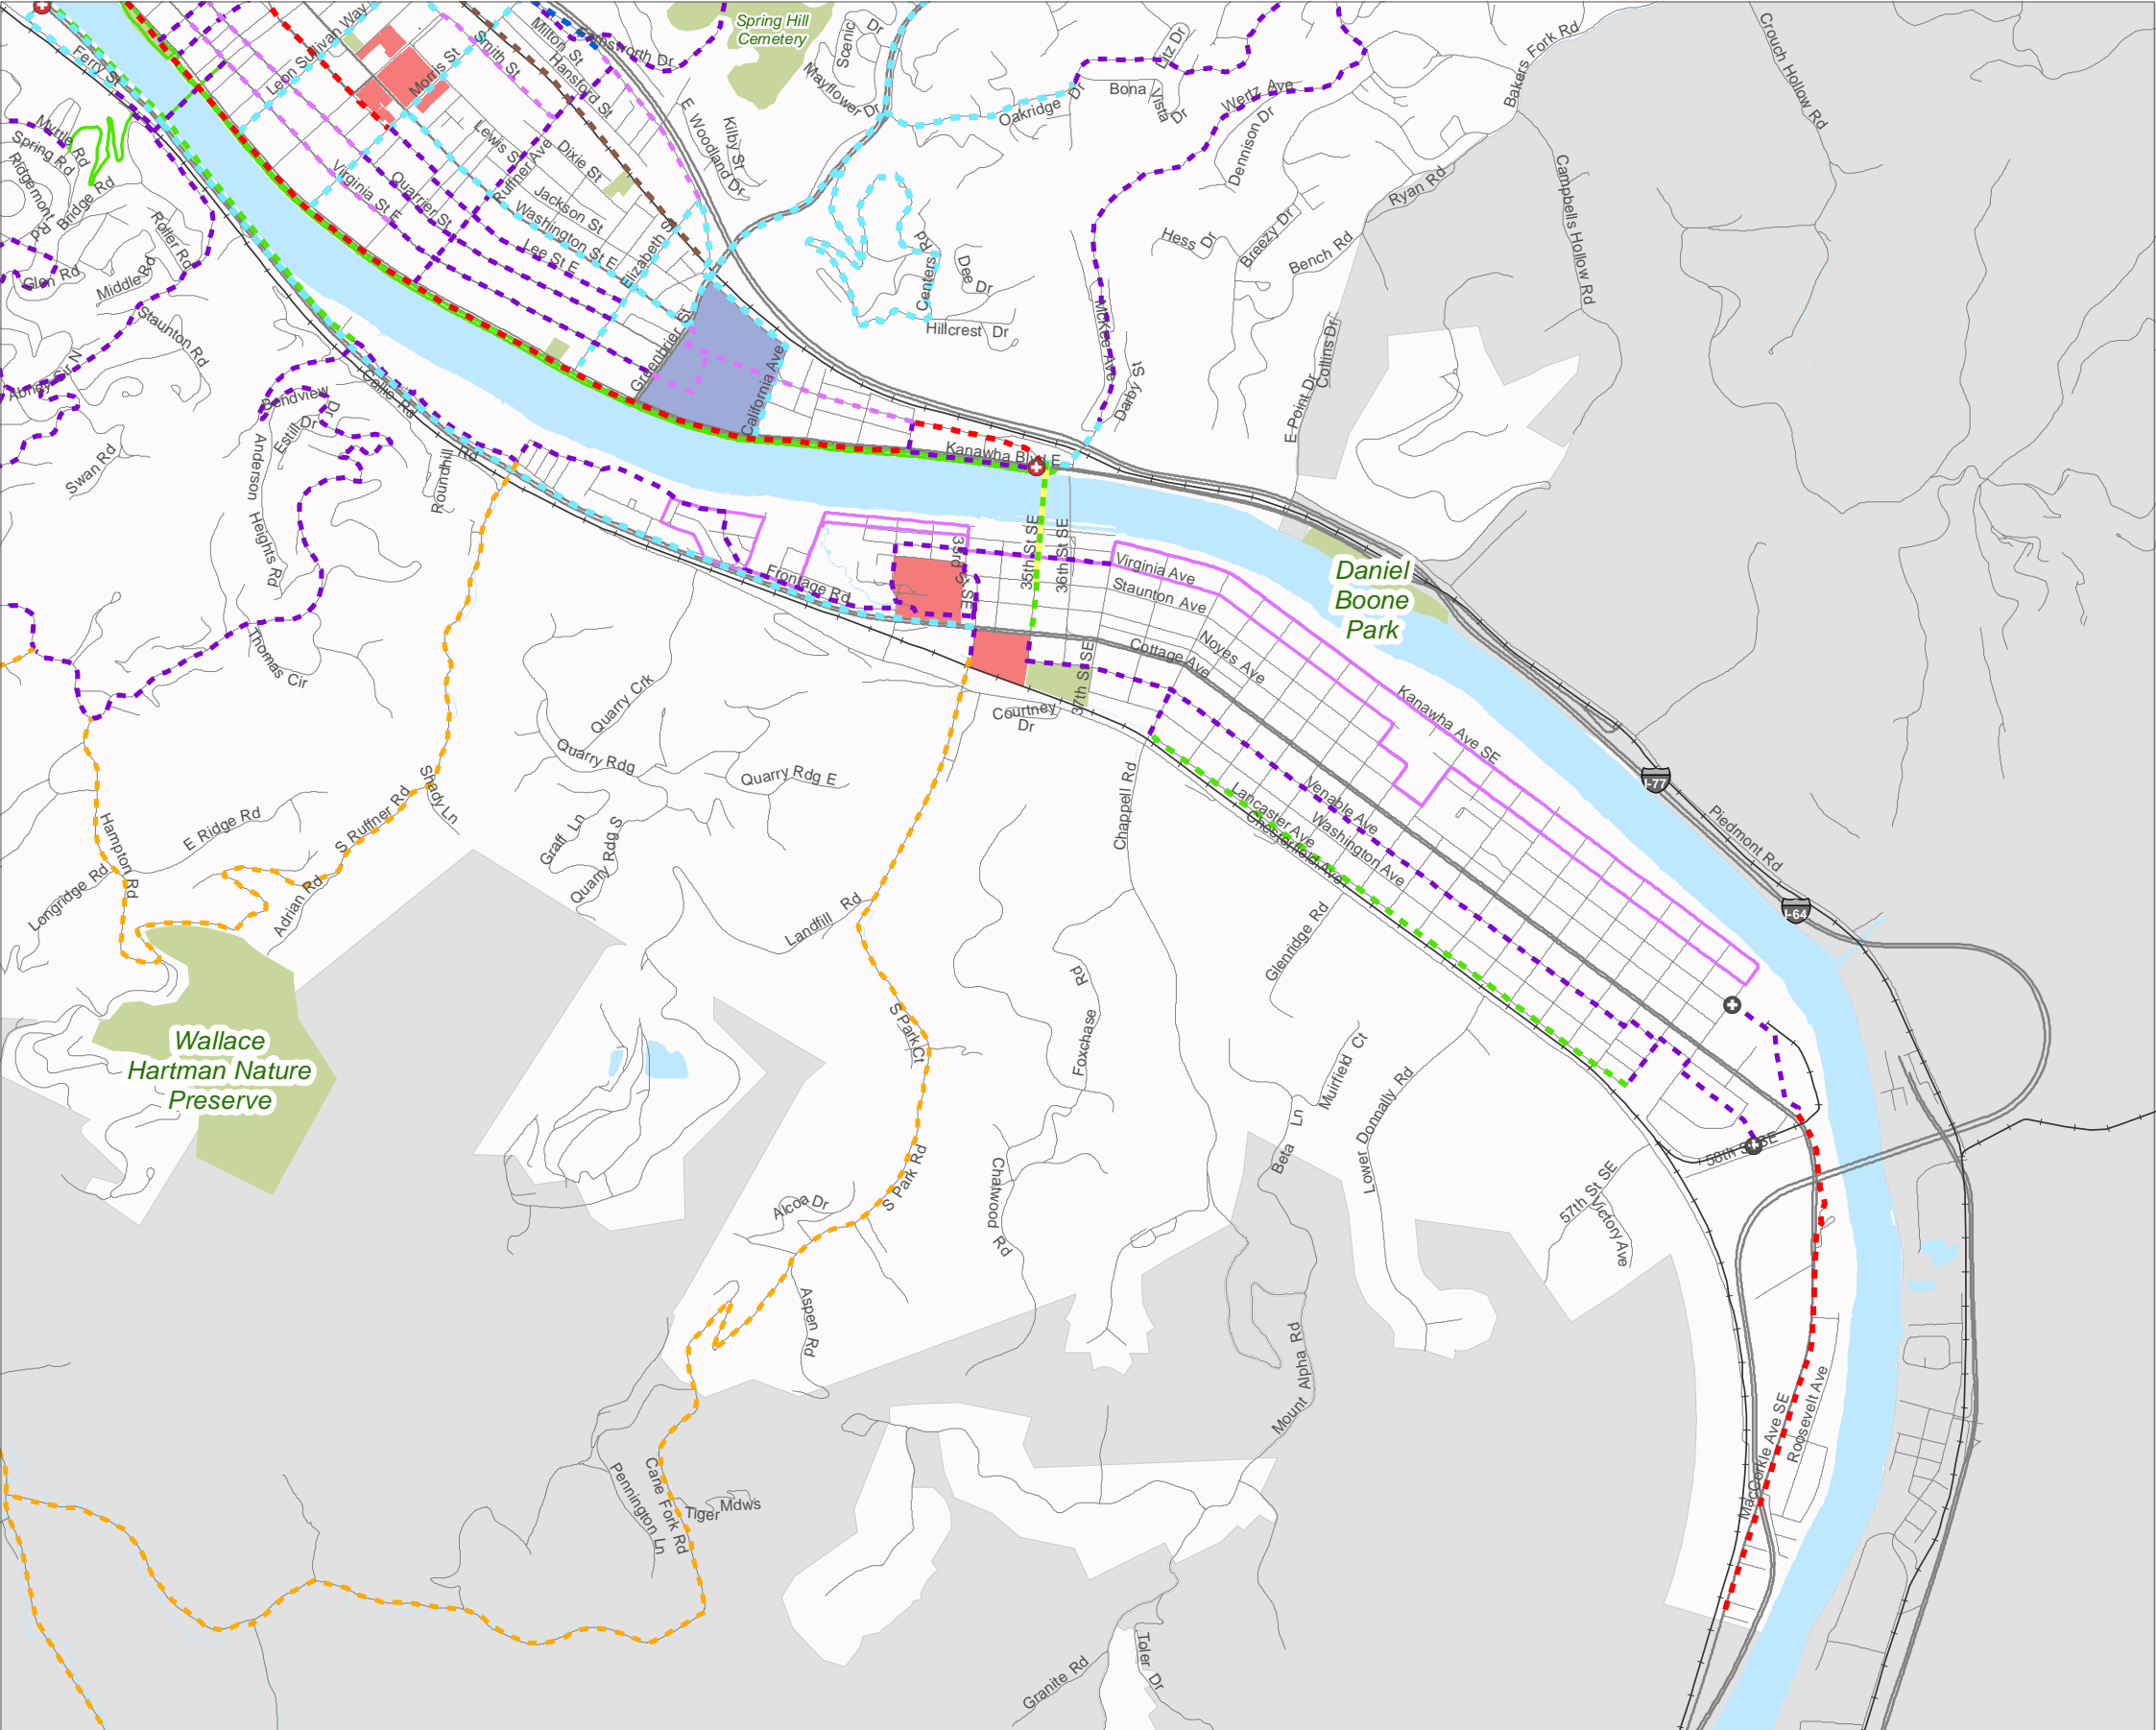 Spring Hill
Cemetery
Leon Sullivan Way
Smith St
Milton St
Hansford St
Farnsworth Dr
Scenic
Dr
Mayflower Dr
Litz Dr
Bona Vista
Dr
Oakridge Dr
Wertz Ave
Dennison Dr
Bakers Fork Rd
Crouch Hollow Rd
Ferry St
Morris St
E Woodland Dr
Kilby St
Myrtle Rd
Spring Rd
Ridgemont Rd
Bridge Rd
Roller Rd
Lewis St
Ruffner Ave
Dixie St
Jackson St
Virginia St E
Quarrier St
Washington St E
Lee St E
Elizabeth St
Ryan Rd
Campbells Hollow Rd
Hess Dr
Breezy Dr
Bench Rd
Glen Rd
Middle Rd
Staunton Rd
Centers Rd
Dee Dr
Hillcrest Dr
McKee Ave
Darby St
Collins Dr
E Point Dr
Abney Cir
N
Callie Rd
Rd
Bendview
Dr
Estill Dr
Greenbrier St
California Ave
Kanawha Blvd E
Swan Rd
Anderson Heights Rd
Roundhill
Frontage Rd
33rd St SE
35th St SE
36th St SE
37th St SE
Virginia Ave
Staunton Ave
Noyes Ave
Cottage Ave
Daniel
Boone
Park
Thomas Cir
Quarry Crk
Quarry Rdg
Quarry Rdg E
Courtney
Dr
Kanawha Ave SE
I-77
Piedmont Rd
Shady Ln
S Ruffner Rd
E Ridge Rd
Hampton Rd
Longridge Rd
Adrian Rd
Graff Ln
Quarry Rdg S
Chappell Rd
Venable Ave
Lancaster Ave
Washington Ave
Chesterfield Ave
Landfill Rd
Glenridge Rd
I-64
Wallace
Hartman Nature
Preserve
S Park Ct
Foxchase
Rd
Muirfield Ct
Beta Ln
Lower Donnally Rd
58th St SE
57th St SE
Victory Ave
Chatwood Rd
S Park Rd
Alcoa Dr
Aspen Rd
Mount Alpha Rd
Roosevelt Ave
MacCorkle Ave SE
Pennington Ln
Cane Fork Rd
Tiger Mdws
Granite Rd
Toler Dr